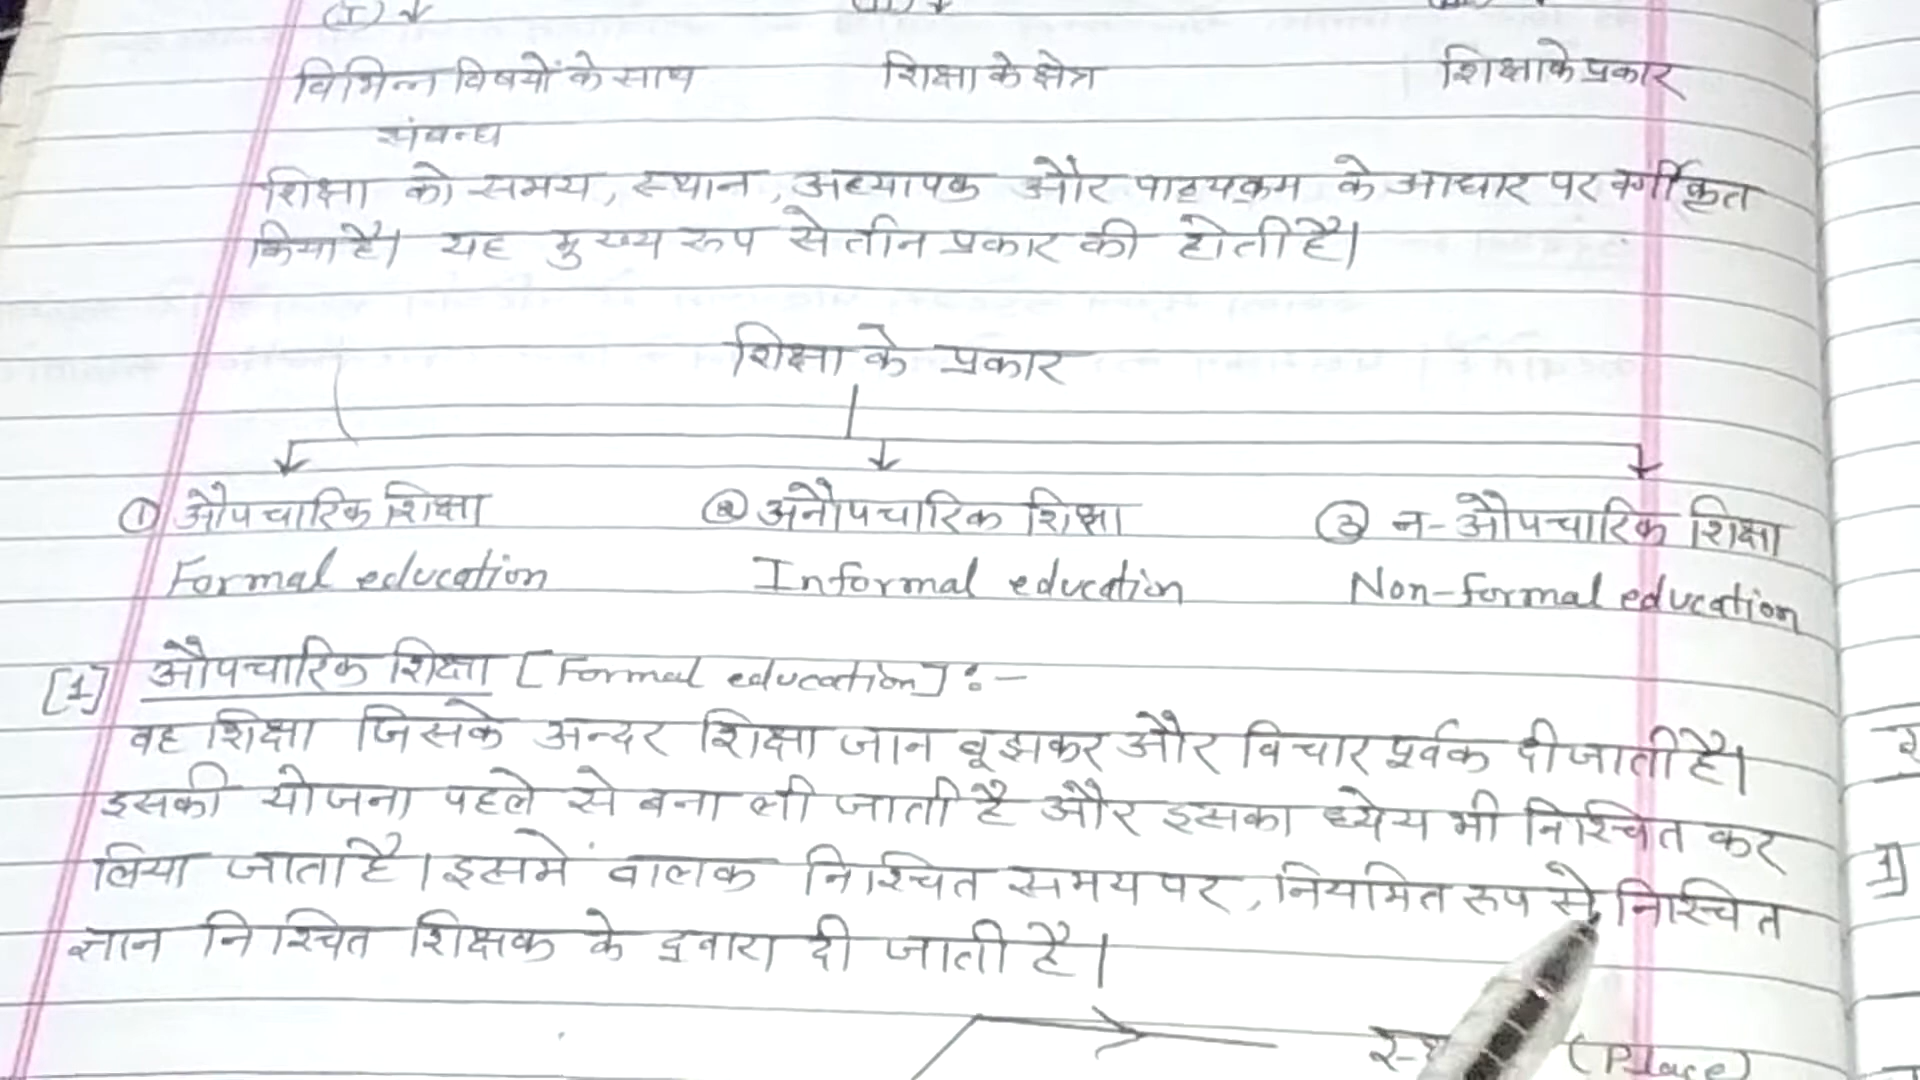 (I)
विभिन्न विषयों के साथ शिक्षा के क्षेत्र शिक्षा के प्रकार
संबन्ध
शिक्षा को समय, स्थान, अध्यापक और पाठ्यक्रम के आधार पर वर्गीकृत
किया है। यह मुख्य रूप से तीन प्रकार की होती है।
शिक्षा के प्रकार
① औपचारिक शिक्षा ② अनौपचारिक शिक्षा ③ न-औपचारिक शिक्षा
Formal education Informal education Non-formal education
[1] औपचारिक शिक्षा [Formal education] :-
वह शिक्षा जिसके अन्दर शिक्षा जान बूझकर और विचार पूर्वक दी जाती है।
इसकी योजना पहले से बना ली जाती है और इसका ध्येय भी निश्चित कर
लिया जाता है। इसमें बालक निश्चित समय पर, नियमित रूप से निश्चित
ज्ञान निश्चित शिक्षक के द्वारा दी जाती है।
(Place)
1]